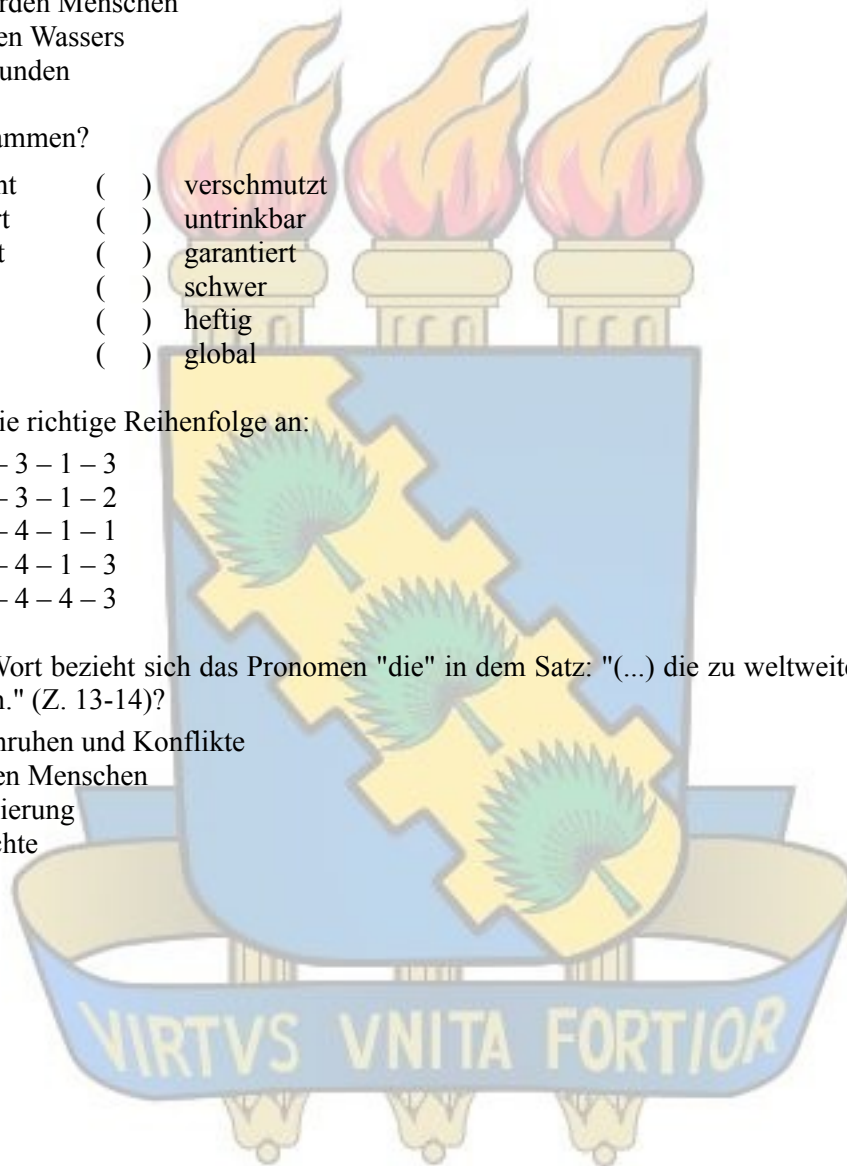 rden Menschen
en Wassers
unden
ammen?
nt ( ) verschmutzt
rt ( ) untrinkbar
t ( ) garantiert
( ) schwer
( ) heftig
( ) global
ie richtige Reihenfolge an:
– 3 – 1 – 3
– 3 – 1 – 2
– 4 – 1 – 1
– 4 – 1 – 3
– 4 – 4 – 3
Wort bezieht sich das Pronomen "die" in dem Satz: "(...) die zu weltweite
n." (Z. 13-14)?
nruhen und Konflikte
en Menschen
ierung
chte
VIRTVS VNITA FORTIOR